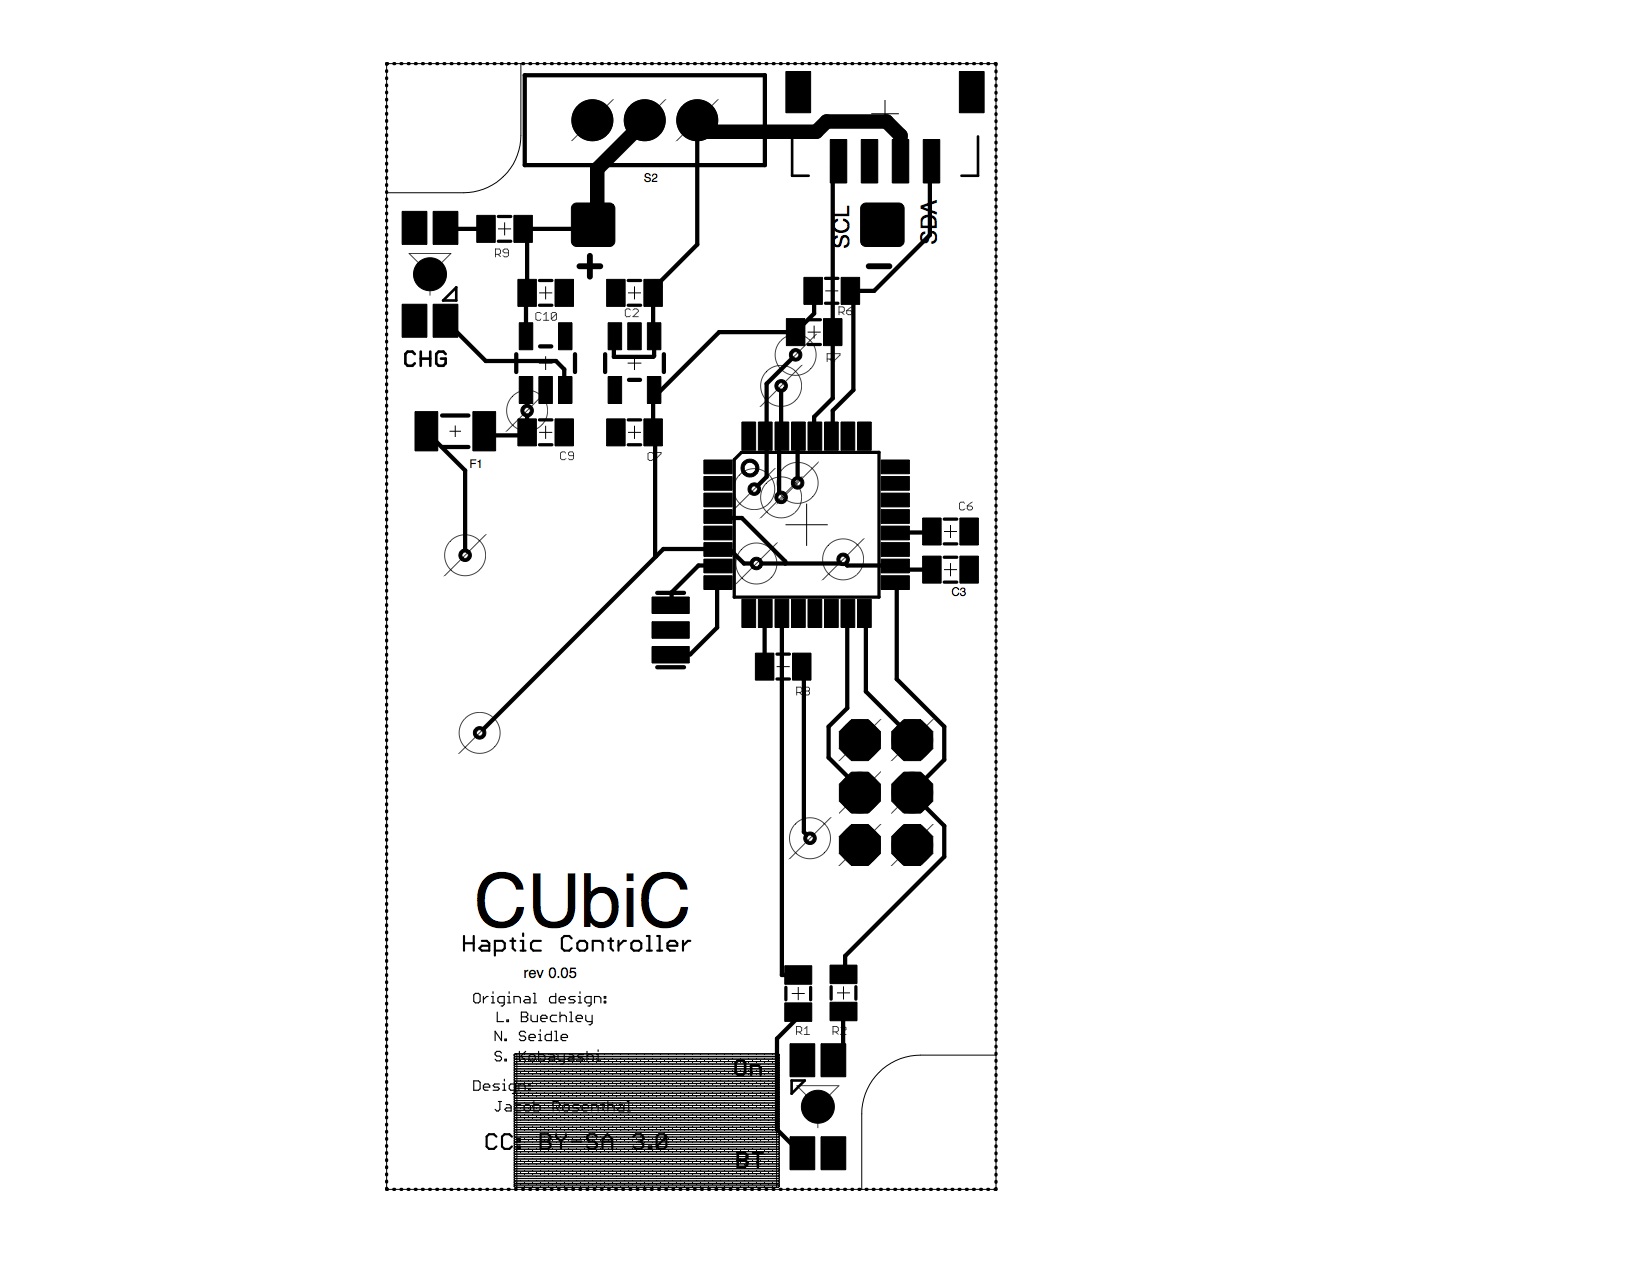 S2
SCL
SDA
R9
+
−
C10
C2
R6
R7
CHG
C9
C7
F1
C6
C3
R3
CUbiC
Haptic Controller
rev 0.05
Original design:
L. Buechley
N. Seidle
S. Kobayashi
R1
R2
On
Design:
Jacob Rosenthal
CC: BY-SA 3.0
BT